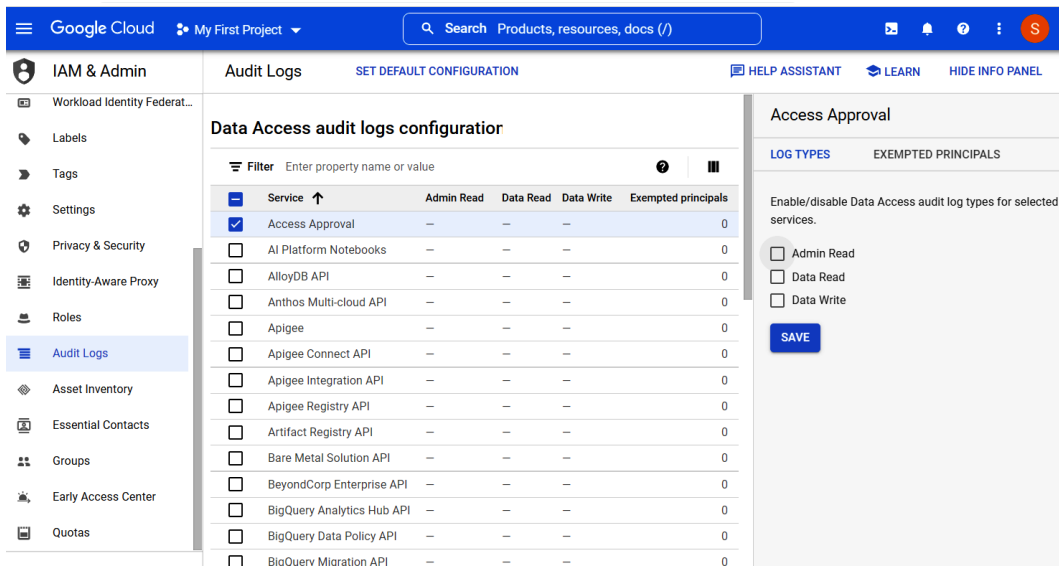 Google Cloud My First Project Search Products, resources, docs (/) S
IAM & Admin
Workload Identity Federat...
Labels
Tags
Settings
Privacy & Security
Identity-Aware Proxy
Roles
Audit Logs
Asset Inventory
Essential Contacts
Groups
Early Access Center
Quotas
Audit Logs SET DEFAULT CONFIGURATION HELP ASSISTANT LEARN HIDE INFO PANEL
Data Access audit logs configuration
Filter Enter property name or value
Service Admin Read Data Read Data Write Exempted principals
Access Approval – – – 0
AI Platform Notebooks – – – 0
AlloyDB API – – – 0
Anthos Multi-cloud API – – – 0
Apigee – – – 0
Apigee Connect API – – – 0
Apigee Integration API – – – 0
Apigee Registry API – – – 0
Artifact Registry API – – – 0
Bare Metal Solution API – – – 0
BeyondCorp Enterprise API – – – 0
BigQuery Analytics Hub API – – – 0
BigQuery Data Policy API – – – 0
BigQuery Migration API – – – 0
Access Approval
LOG TYPES EXEMPTED PRINCIPALS
Enable/disable Data Access audit log types for selected
services.
Admin Read
Data Read
Data Write
SAVE